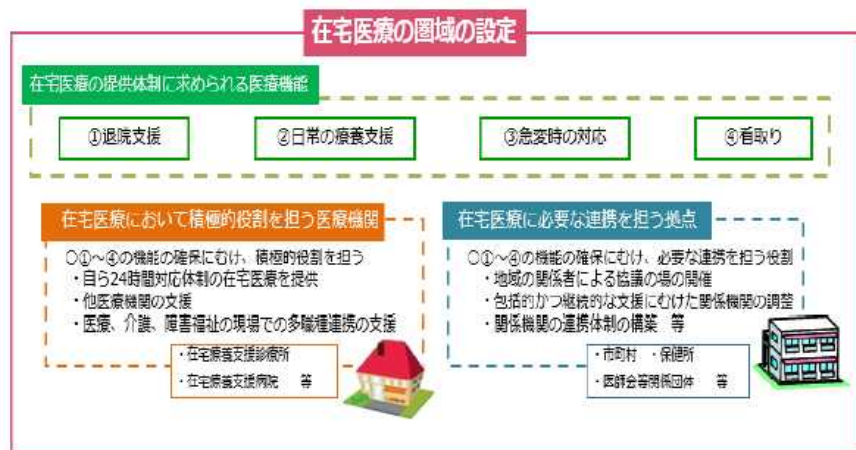 在宅医療の圏域の設定
在宅医療の提供体制に求められる医療機能
①退院支援
②日常の療養支援
③急変時の対応
④看取り
在宅医療において積極的役割を担う医療機関
○①～④の機能の確保にむけ、積極的役割を担う
・自ら24時間対応体制の在宅医療を提供
・他医療機関の支援
・医療、介護、障害福祉の現場での多職種連携の支援
・在宅療養支援診療所
・在宅療養支援病院　等
在宅医療に必要な連携を担う拠点
○①～④の機能の確保にむけ、必要な連携を担う役割
・地域の関係者による協議の場の開催
・包括的かつ継続的な支援にむけた関係機関の調整
・関係機関の連携体制の構築　等
・市町村　・保健所
・医師会等関係団体　等